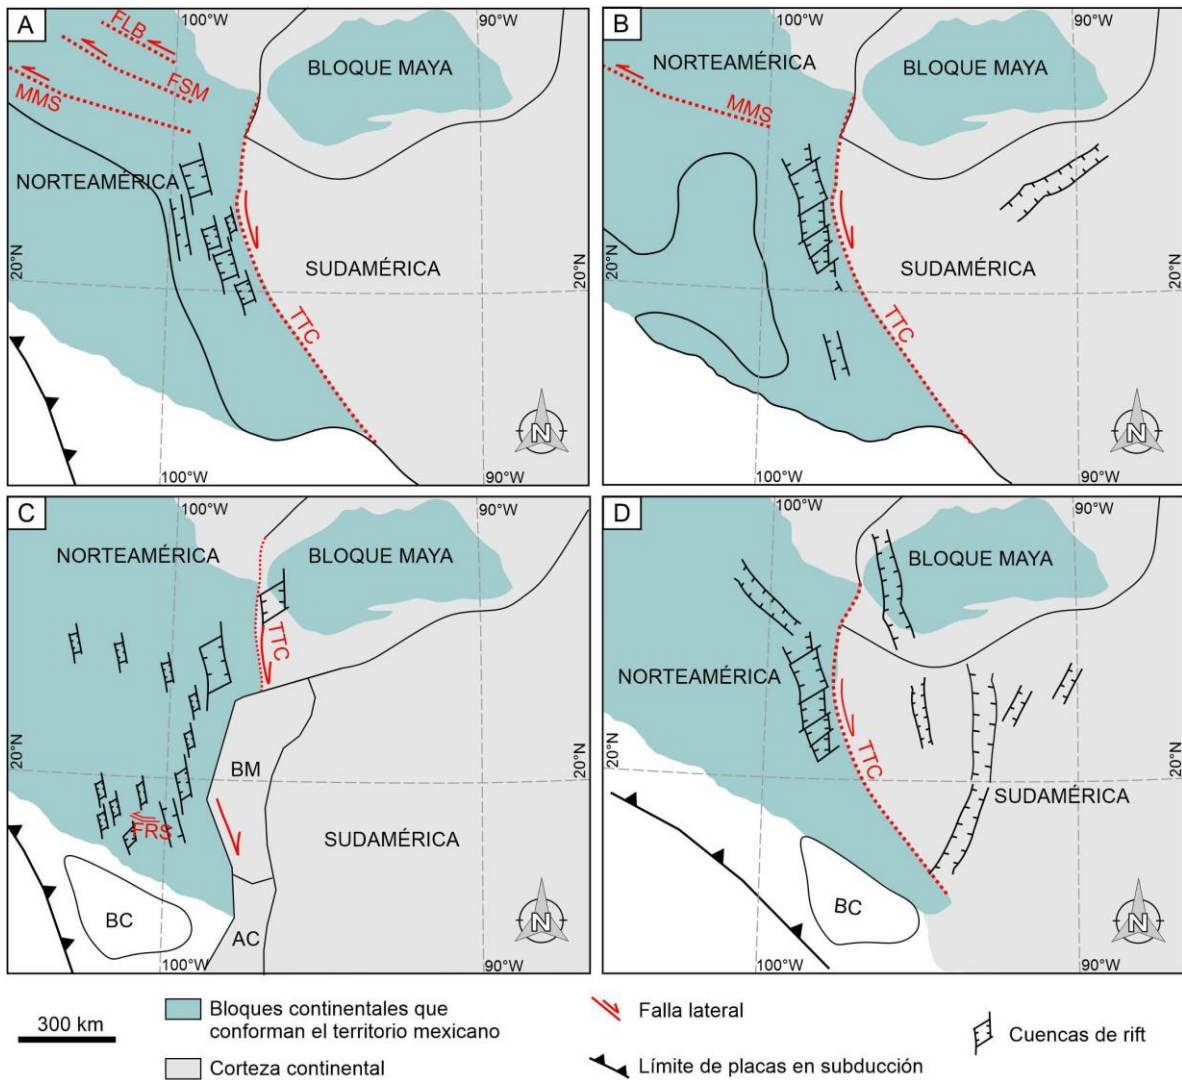 A
100°W
90°W
FLB
FSM
MMS
BLOQUE MAYA
NORTEAMÉRICA
SUDAMÉRICA
20°N
20°N
TTC
N
100°W
90°W
B
100°W
90°W
NORTEAMÉRICA
BLOQUE MAYA
MMS
SUDAMÉRICA
20°N
20°N
TTC
N
100°W
90°W
C
100°W
90°W
NORTEAMÉRICA
BLOQUE MAYA
TTC
20°N
20°N
BM
FRS
SUDAMÉRICA
BC
AC
N
100°W
90°W
D
100°W
90°W
BLOQUE MAYA
NORTEAMÉRICA
TTC
20°N
20°N
SUDAMÉRICA
BC
N
100°W
90°W
300 km
Bloques continentales que
conforman el territorio mexicano
Corteza continental
Falla lateral
Límite de placas en subducción
Cuencas de rift